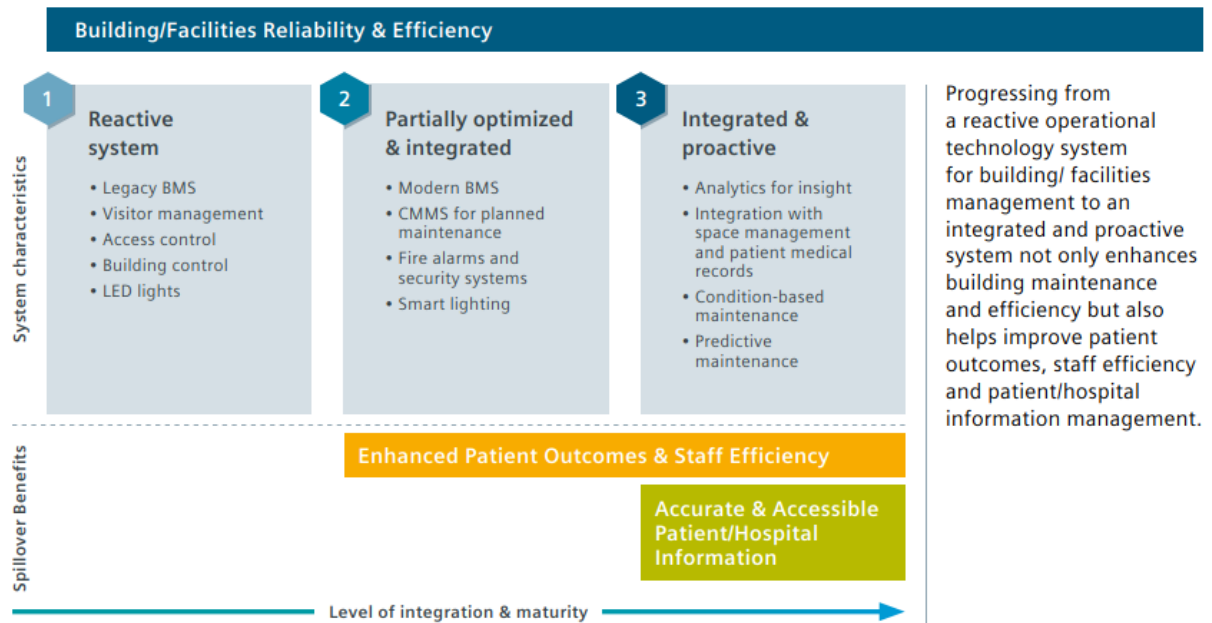 Building/Facilities Reliability & Efficiency
System characteristics
1
Reactive
system
• Legacy BMS
• Visitor management
• Access control
• Building control
• LED lights
2
Partially optimized
& integrated
• Modern BMS
• CMMS for planned
maintenance
• Fire alarms and
security systems
• Smart lighting
3
Integrated &
proactive
• Analytics for insight
• Integration with
space management
and patient medical
records
• Condition-based
maintenance
• Predictive
maintenance
Progressing from
a reactive operational
technology system
for building/ facilities
management to an
integrated and proactive
system not only enhances
building maintenance
and efficiency but also
helps improve patient
outcomes, staff efficiency
and patient/hospital
information management.
Spillover Benefits
Enhanced Patient Outcomes & Staff Efficiency
Accurate & Accessible
Patient/Hospital
Information
Level of integration & maturity